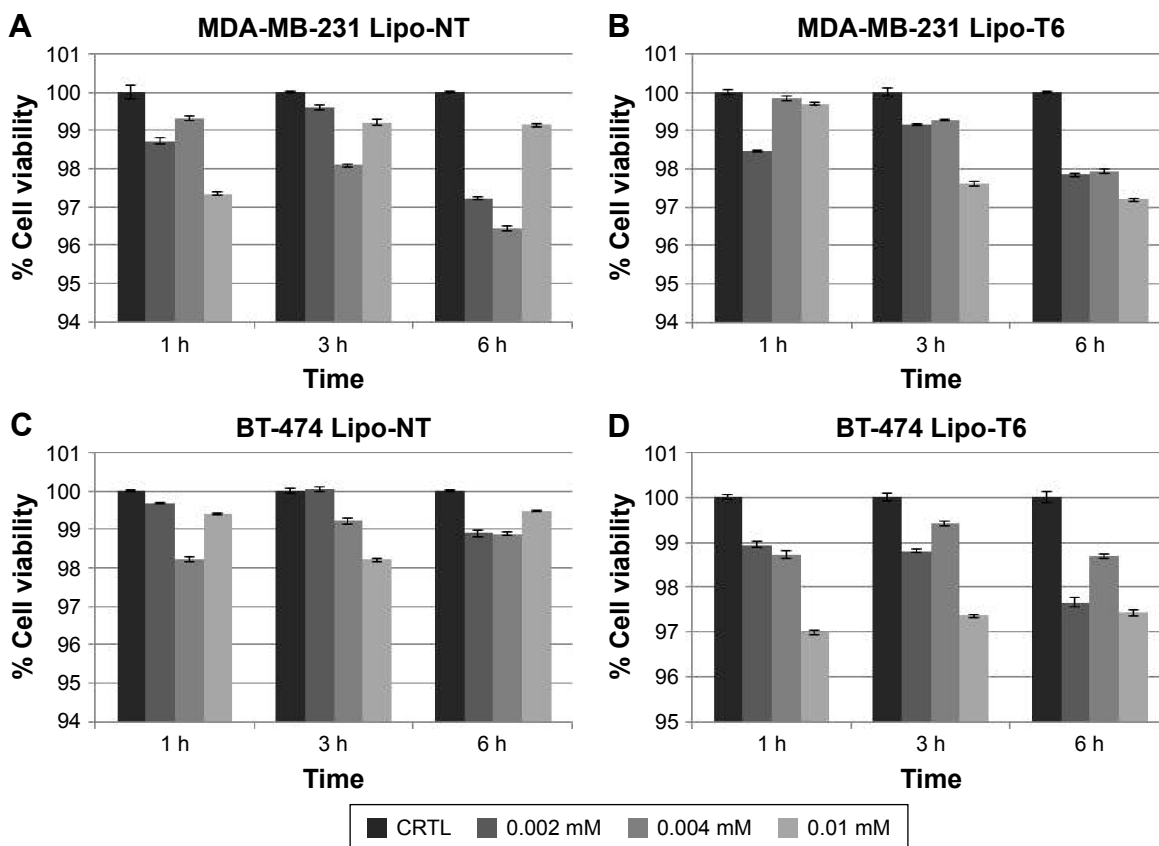 A
MDA-MB-231 Lipo-NT
% Cell viability
101
100
99
98
97
96
95
94
1 h 3 h 6 h
Time
B
MDA-MB-231 Lipo-T6
% Cell viability
101
100
99
98
97
96
95
94
1 h 3 h 6 h
Time
C
BT-474 Lipo-NT
% Cell viability
101
100
99
98
97
96
95
94
1 h 3 h 6 h
Time
D
BT-474 Lipo-T6
% Cell viability
101
100
99
98
97
96
95
1 h 3 h 6 h
Time
CRTL 0.002 mM 0.004 mM 0.01 mM